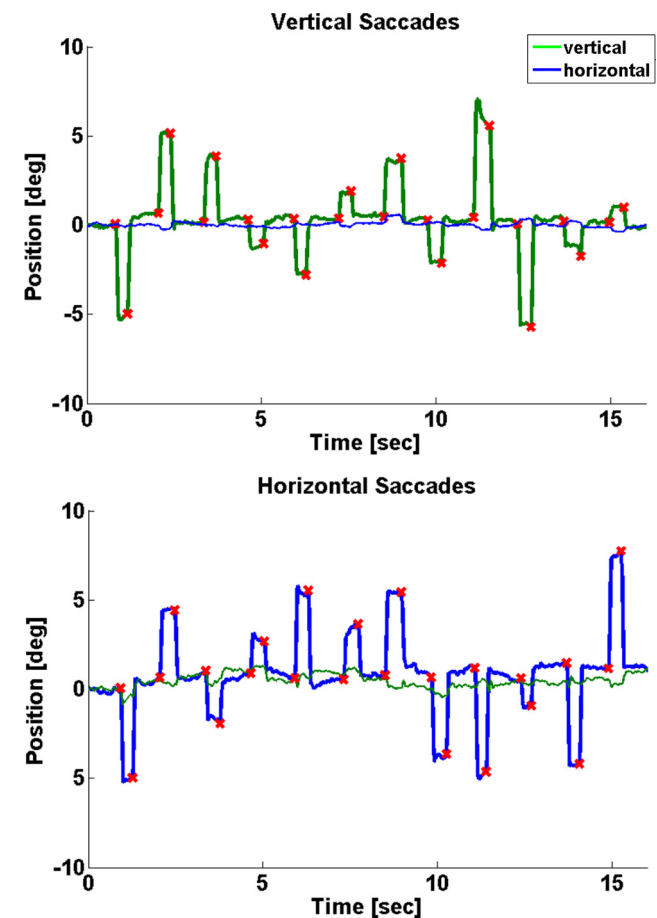 Vertical Saccades
vertical
horizontal
10
5
0
-5
-10
Position [deg]
0 5 10 15
Time [sec]
Horizontal Saccades
10
5
0
5
-10
Position [deg]
0 5 10 15
Time [sec]